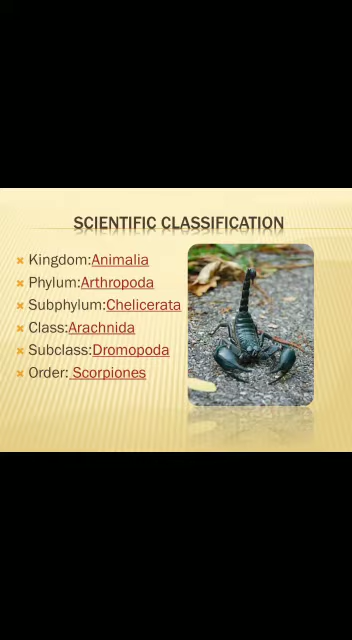 SCIENTIFIC CLASSIFICATION
Kingdom:Animalia
Phylum:Arthropoda
Subphylum:Chelicerata
Class:Arachnida
Subclass:Dromopoda
Order: Scorpiones